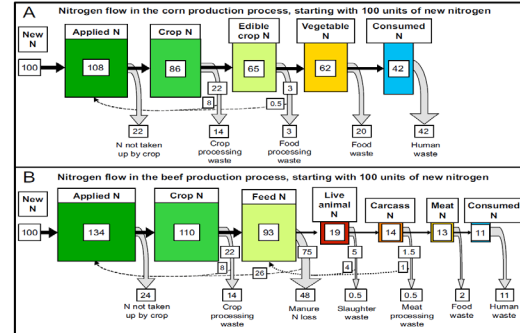 A
Nitrogen flow in the corn production process, starting with 100 units of new nitrogen
New
N
Applied N
Crop N
Edible
crop N
Vegetable
N
Consumed
N
100
108
86
65
62
42
22
3
8
0.5
22
14
3
20
42
N not taken
up by crop
Crop
processing
waste
Food
processing
waste
Food
waste
Human
waste
B
Nitrogen flow in the beef production process, starting with 100 units of new nitrogen
New
N
Applied N
Crop N
Feed N
Live
animal
N
Carcass
N
Meat
N
Consumed
N
100
134
110
93
19
14
13
11
22
75
5
1.5
8
26
4
1
24
14
48
0.5
0.5
2
11
N not taken
up by crop
Crop
processing
waste
Manure
N loss
Slaughter
waste
Meat
processing
waste
Food
waste
Human
waste